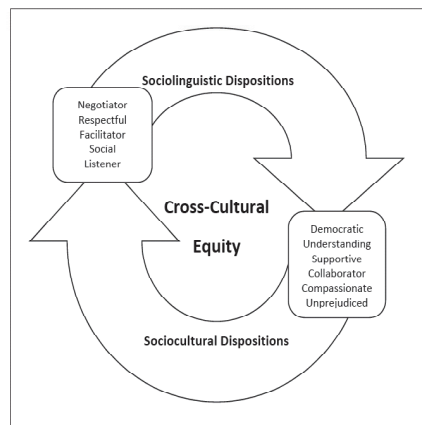 Sociolinguistic Dispositions
Negotiator
Respectful
Facilitator
Social
Listener
Cross-Cultural
Equity
Democratic
Understanding
Supportive
Collaborator
Compassionate
Unprejudiced
Sociocultural Dispositions